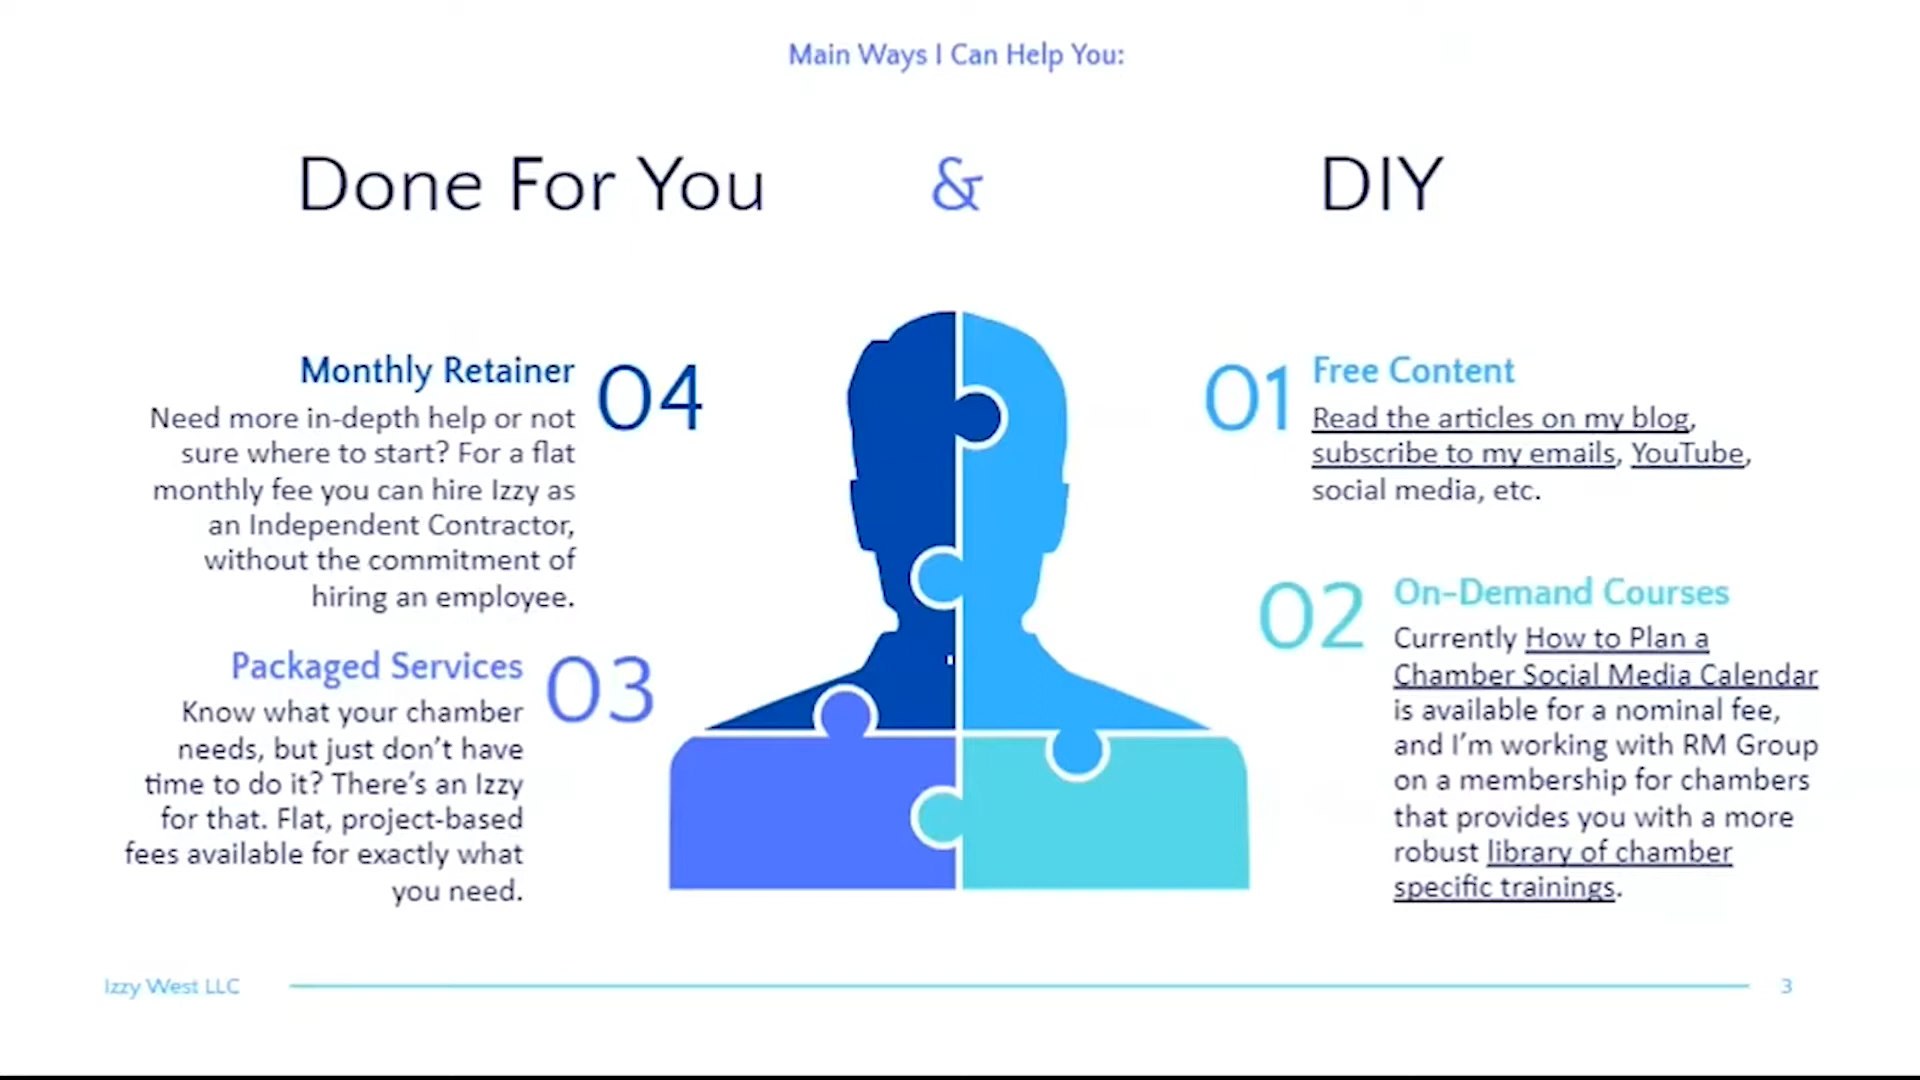 Main Ways I Can Help You:
Done For You & DIY
Monthly Retainer
04
Need more in-depth help or not
sure where to start? For a flat
monthly fee you can hire Izzy as
an Independent Contractor,
without the commitment of
hiring an employee.
Packaged Services
03
Know what your chamber
needs, but just don’t have
time to do it? There’s an Izzy
for that. Flat, project-based
fees available for exactly what
you need.
01
Free Content
Read the articles on my blog,
subscribe to my emails, YouTube,
social media, etc.
02
On-Demand Courses
Currently How to Plan a
Chamber Social Media Calendar
is available for a nominal fee,
and I’m working with RM Group
on a membership for chambers
that provides you with a more
robust library of chamber
specific trainings.
Izzy West LLC
3